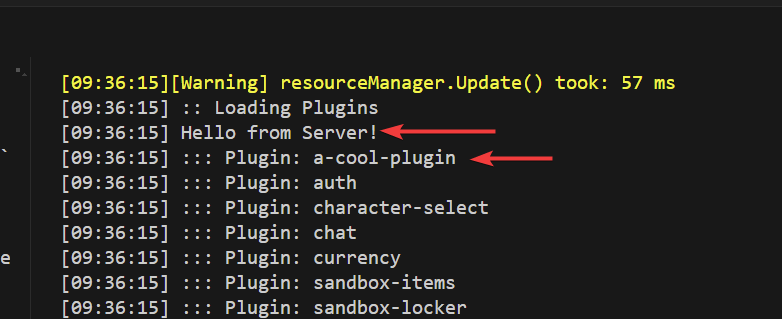 [09:36:15][Warning] resourceManager.Update() took: 57 ms
[09:36:15] :: Loading Plugins
[09:36:15] Hello from Server!
`
[09:36:15] ::: Plugin: a-cool-plugin
[09:36:15] ::: Plugin: auth
[09:36:15] ::: Plugin: character-select
[09:36:15] ::: Plugin: chat
e
[09:36:15] ::: Plugin: currency
[09:36:15] ::: Plugin: sandbox-items
[09:36:15] ::: Plugin: sandbox-locker